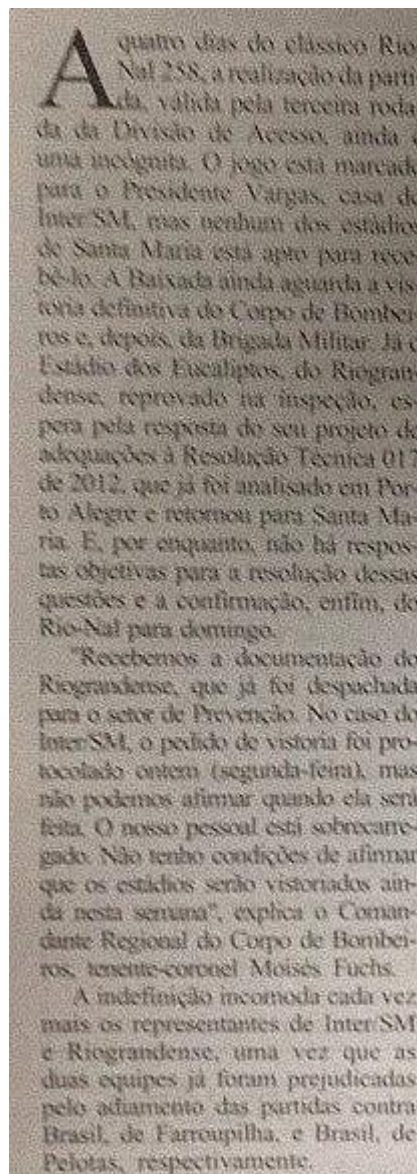 A quatro dias do clássico Rio-
Nal 258, a realização da parti-
da, válida pela terceira roda-
da da Divisão de Acesso, ainda é
uma incógnita. O jogo está marcado
para o Presidente Vargas, casa do
Inter/SM, mas nenhum dos estádios
de Santa Maria está apto para rece-
bê-lo. A Baixada ainda aguarda a vis-
toria definitiva do Corpo de Bombei-
ros e, depois, da Brigada Militar. Já o
Estádio dos Eucaliptos, do Riogran-
dense, reprovado na inspeção, es-
pera pela resposta do seu projeto de
adequações à Resolução Técnica 017
de 2012, que já foi analisado em Por-
to Alegre e retornou para Santa Ma-
ria. E, por enquanto, não há respos-
tas objetivas para a resolução dessas
questões e a confirmação, enfim, do
Rio-Nal para domingo.
"Recebemos a documentação do
Riograndense, que já foi despachada
para o setor de Prevenção. No caso do
Inter/SM, o pedido de vistoria foi pro-
tocolado ontem (segunda-feira), mas
não podemos afirmar quando ela será
feita. O nosso pessoal está sobrecarre-
gado. Não tenho condições de afirmar
que os estádios serão vistoriados ain-
da nesta semana", explica o Coman-
dante Regional do Corpo de Bombei-
ros, tenente-coronel Moisés Fuchs.
A indefinição incomoda cada vez
mais os representantes de Inter/SM
e Riograndense, uma vez que as
duas equipes já foram prejudicadas
pelo adiamento das partidas contra
Brasil, de Farroupilha, e Brasil, de
Pelotas, respectivamente.